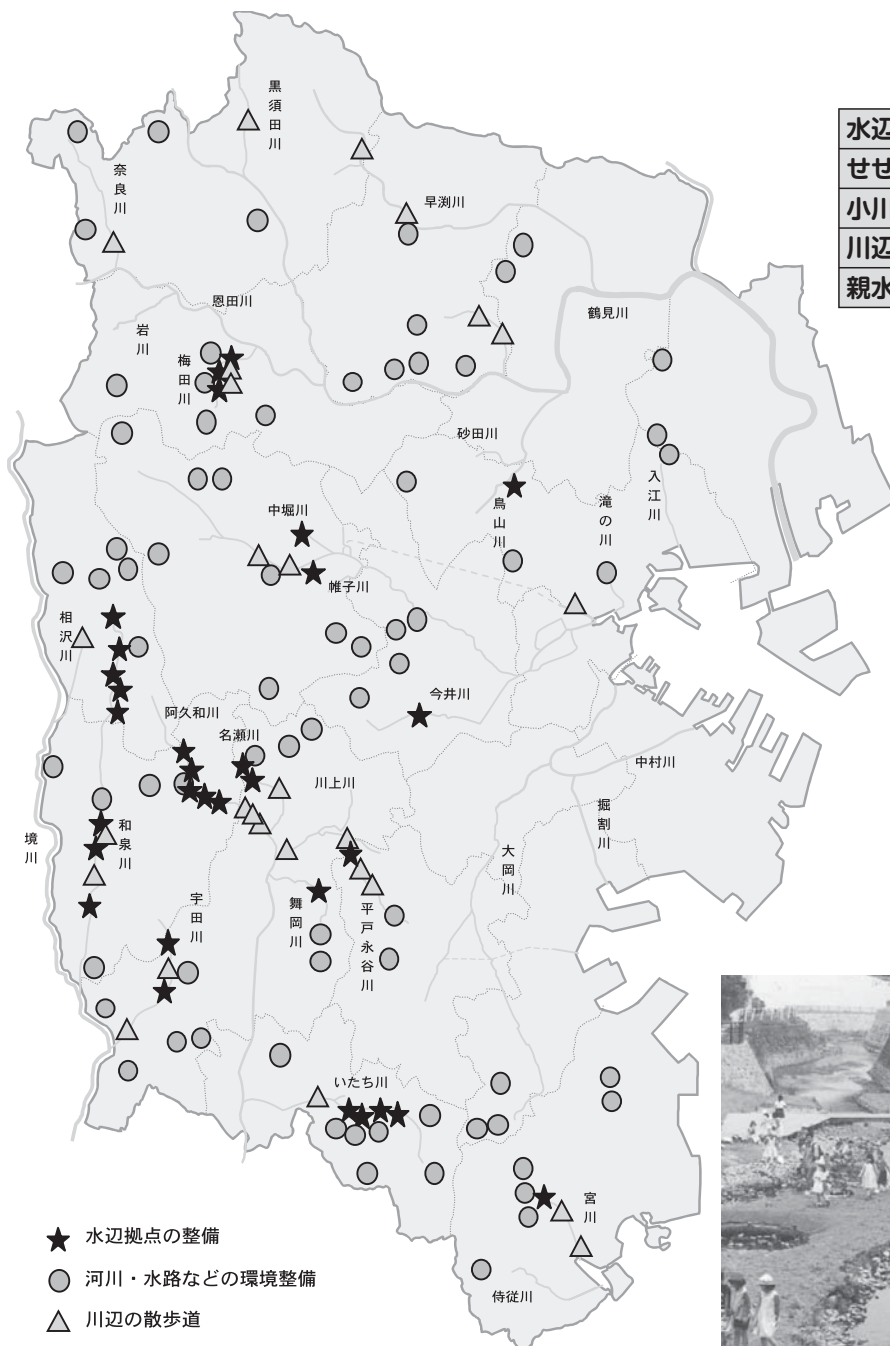 黒須田川
奈良川
早渕川
恩田川
鶴見川
岩川
梅田川
砂田川
鳥山川
滝の川
入江川
中堀川
帷子川
相沢川
今井川
阿久和川
名瀬川
川上川
中村川
掘割川
大岡川
境川
和泉川
宇田川
舞岡川
平戸永谷川
いたち川
宮川
侍従川
水辺
せせ
小川
川辺
親水
水辺拠点の整備
河川・水路などの環境整備
川辺の散歩道